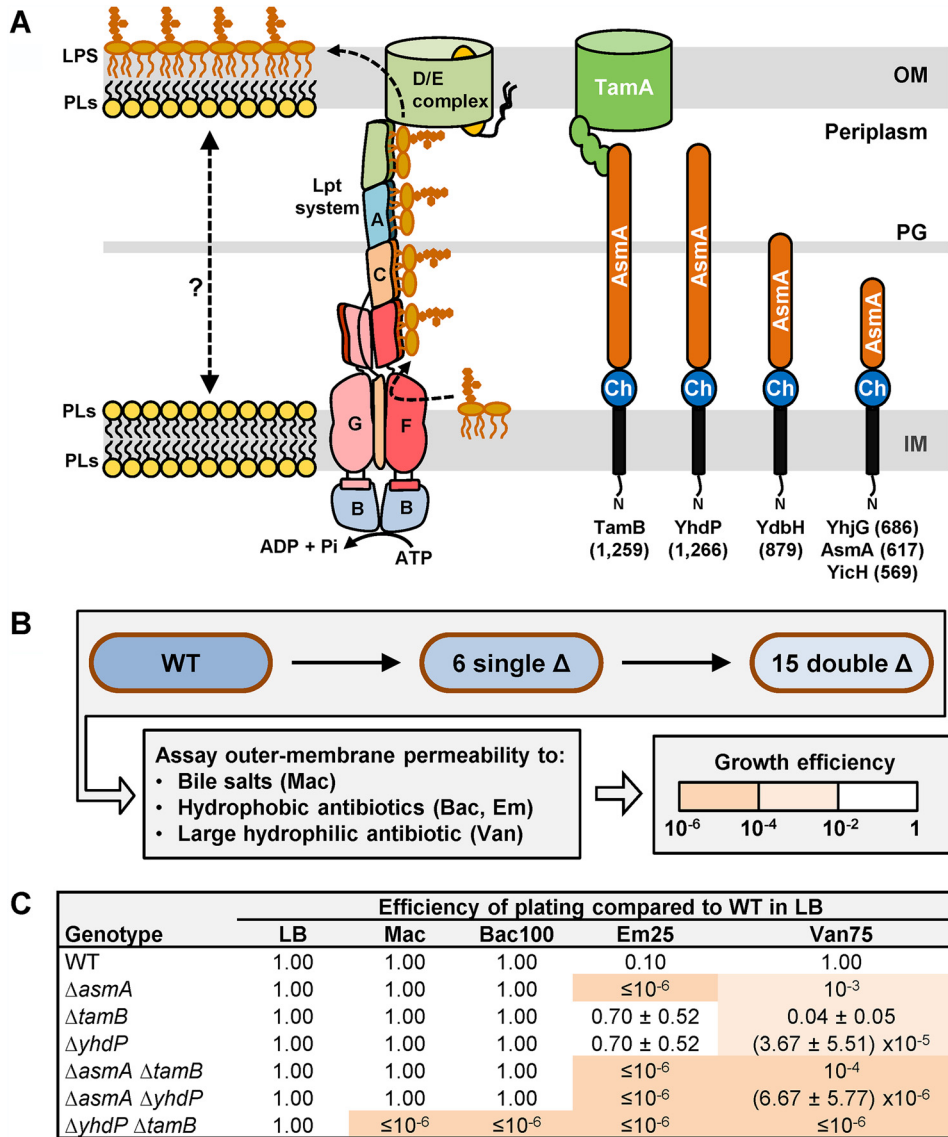 A
LPS
PLs
D/E
complex
TamA
OM
Periplasm
Lpt
system
A
C
PG
?
AsmA
AsmA
AsmA
AsmA
Ch
Ch
Ch
Ch
PLs
PLs
G
F
IM
B
B
N
N
N
N
ADP + Pi
ATP
TamB
(1,259)
YhdP
(1,266)
YdbH
(879)
YhjG (686)
AsmA (617)
YicH (569)
B
WT
6 single Δ
15 double Δ
Assay outer-membrane permeability to:
• Bile salts (Mac)
• Hydrophobic antibiotics (Bac, Em)
• Large hydrophilic antibiotic (Van)
Growth efficiency
10⁻⁶ 10⁻⁴ 10⁻² 1
C
Efficiency of plating compared to WT in LB
Genotype LB Mac Bac100 Em25 Van75
WT 1.00 1.00 1.00 0.10 1.00
ΔasmA 1.00 1.00 1.00 ≤10⁻⁶ 10⁻³
ΔtamB 1.00 1.00 1.00 0.70 ± 0.52 0.04 ± 0.05
ΔyhdP 1.00 1.00 1.00 0.70 ± 0.52 (3.67 ± 5.51) x10⁻⁵
ΔasmA ΔtamB 1.00 1.00 1.00 ≤10⁻⁶ 10⁻⁴
ΔasmA ΔyhdP 1.00 1.00 1.00 ≤10⁻⁶ (6.67 ± 5.77) x10⁻⁶
ΔyhdP ΔtamB 1.00 ≤10⁻⁶ ≤10⁻⁶ ≤10⁻⁶ ≤10⁻⁶